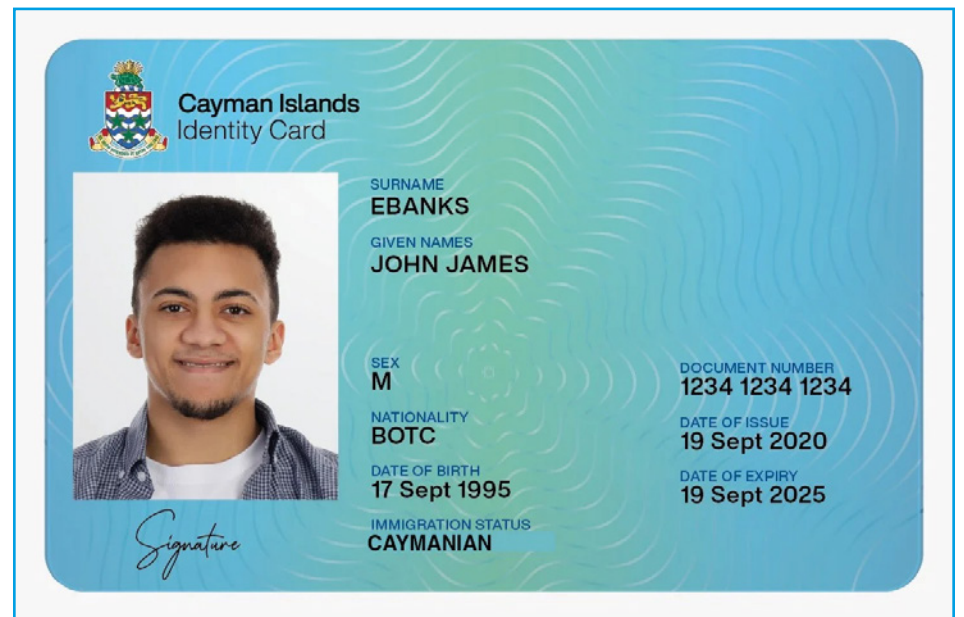 Cayman Islands
Identity Card
SURNAME
EBANKS
GIVEN NAMES
JOHN JAMES
SEX
M
NATIONALITY
BOTC
DATE OF BIRTH
17 Sept 1995
IMMIGRATION STATUS
CAYMANIAN
DOCUMENT NUMBER
1234 1234 1234
DATE OF ISSUE
19 Sept 2020
DATE OF EXPIRY
19 Sept 2025
Signature